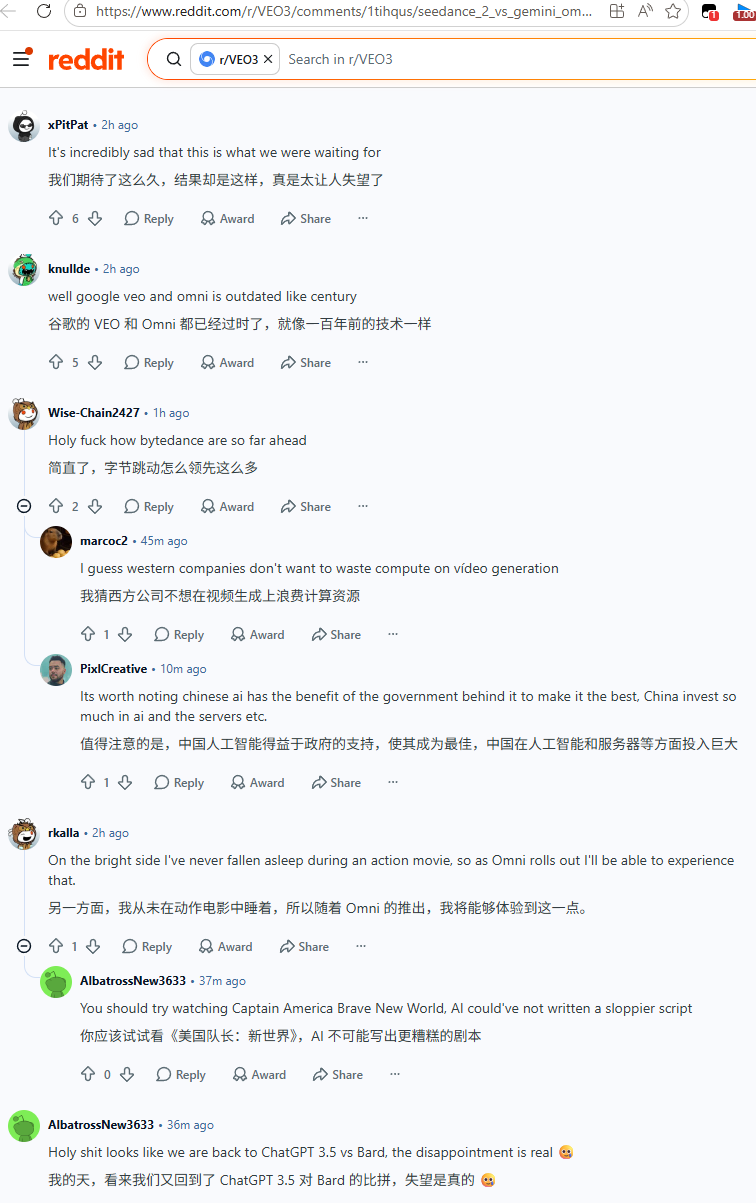 https://www.reddit.com/r/VEO3/comments/1tihqus/seedance_2_vs_gemini_om...
1
1.00
reddit
r/VEO3
Search in r/VEO3
xPitPat • 2h ago
It's incredibly sad that this is what we were waiting for
我们期待了这么久，结果却是这样，真是太让人失望了
6 Reply Award Share ...
knullde • 2h ago
well google veo and omni is outdated like century
谷歌的 VEO 和 Omni 都已经过时了，就像一百年前的技术一样
5 Reply Award Share ...
Wise-Chain2427 • 1h ago
Holy fuck how bytedance are so far ahead
简直了，字节跳动怎么领先这么多
2 Reply Award Share ...
marcoc2 • 45m ago
I guess western companies don't want to waste compute on vídeo generation
我猜西方公司不想在视频生成上浪费计算资源
1 Reply Award Share ...
PixlCreative • 10m ago
Its worth noting chinese ai has the benefit of the government behind it to make it the best, China invest so
much in ai and the servers etc.
值得注意的是，中国人工智能得益于政府的支持，使其成为最佳，中国在人工智能和服务器等方面投入巨大
1 Reply Award Share ...
rkalla • 2h ago
On the bright side I've never fallen asleep during an action movie, so as Omni rolls out I'll be able to experience
that.
另一方面，我从未在动作电影中睡着，所以随着 Omni 的推出，我将能够体验到这一点。
1 Reply Award Share ...
AlbatrossNew3633 • 37m ago
You should try watching Captain America Brave New World, AI could've not written a sloppier script
你应该试试看《美国队长：新世界》，AI 不可能写出更糟糕的剧本
0 Reply Award Share ...
AlbatrossNew3633 • 36m ago
Holy shit looks like we are back to ChatGPT 3.5 vs Bard, the disappointment is real 🤬
我的天，看来我们又回到了 ChatGPT 3.5 对 Bard 的比拼，失望是真的 🤬